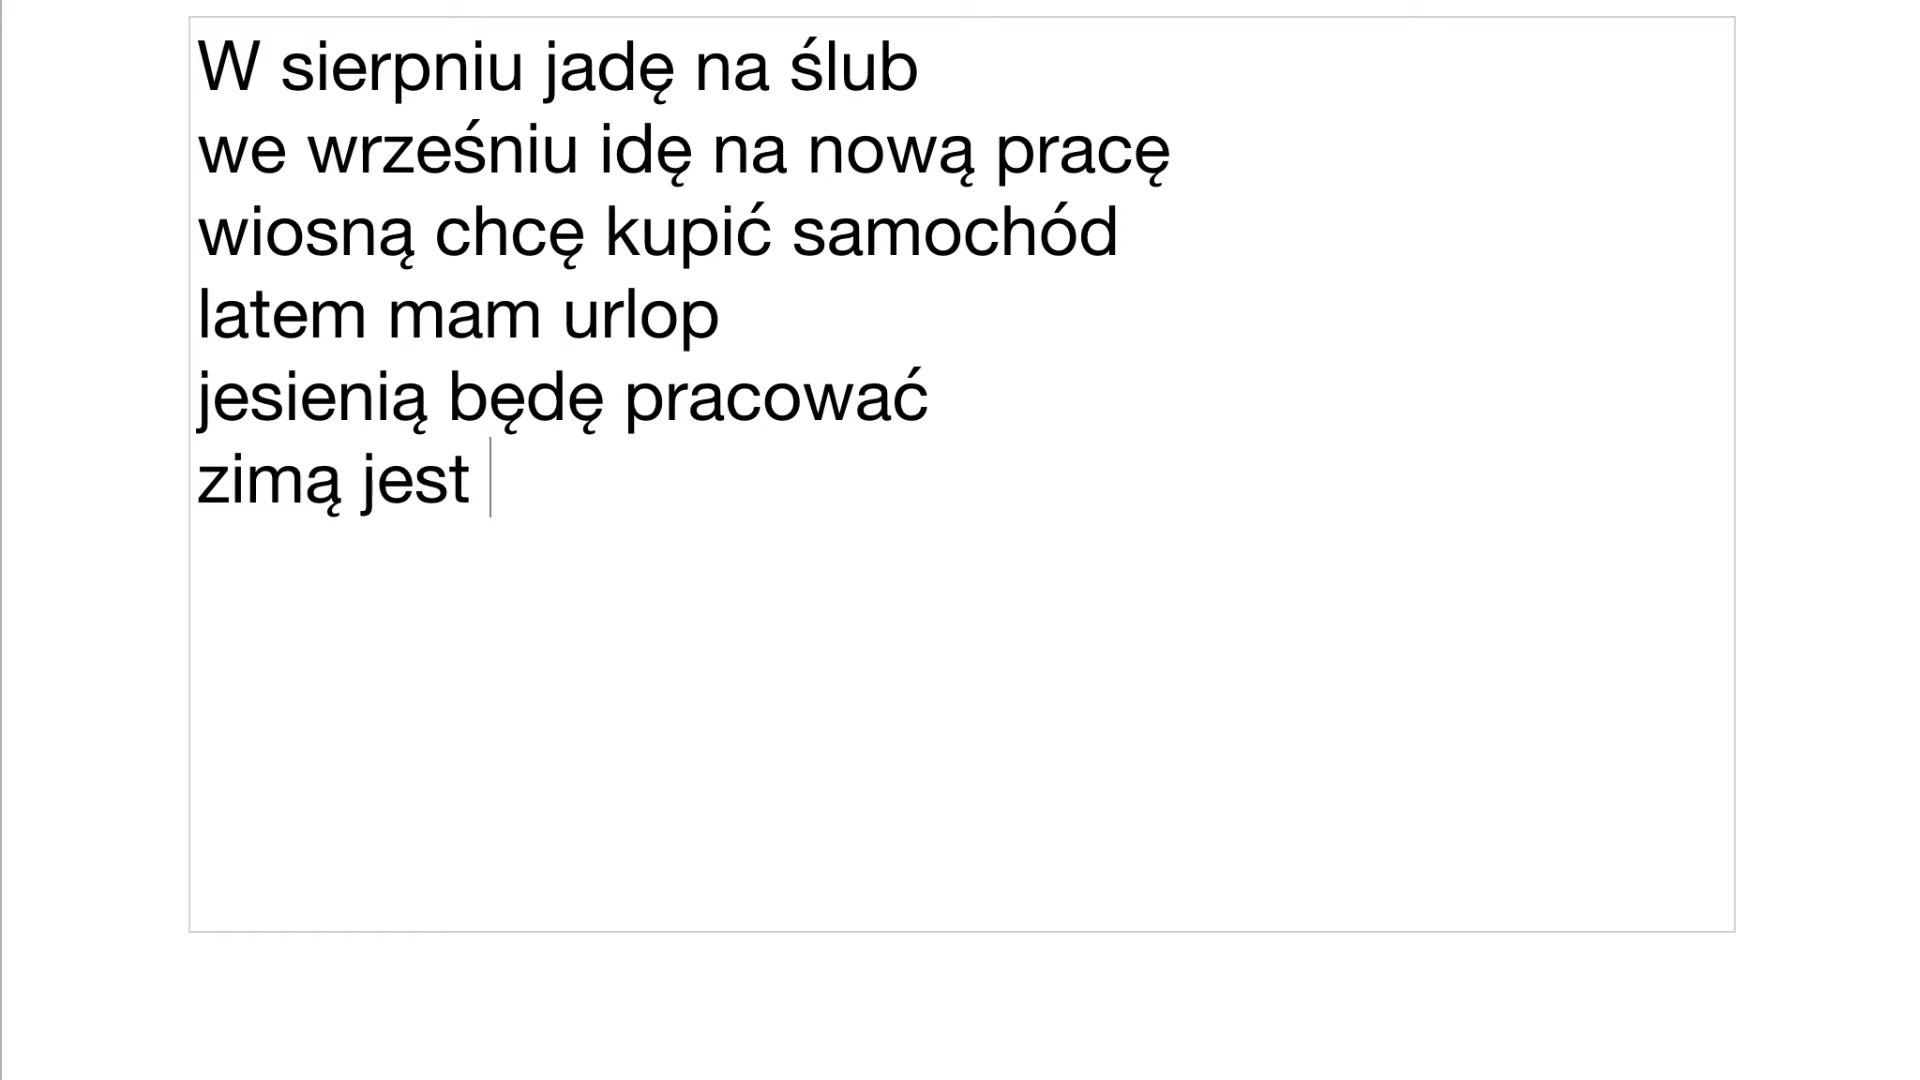 W sierpniu jadę na ślub
we wrześniu idę na nową pracę
wiosną chcę kupić samochód
latem mam urlop
jesienią będę pracować
zimą jest